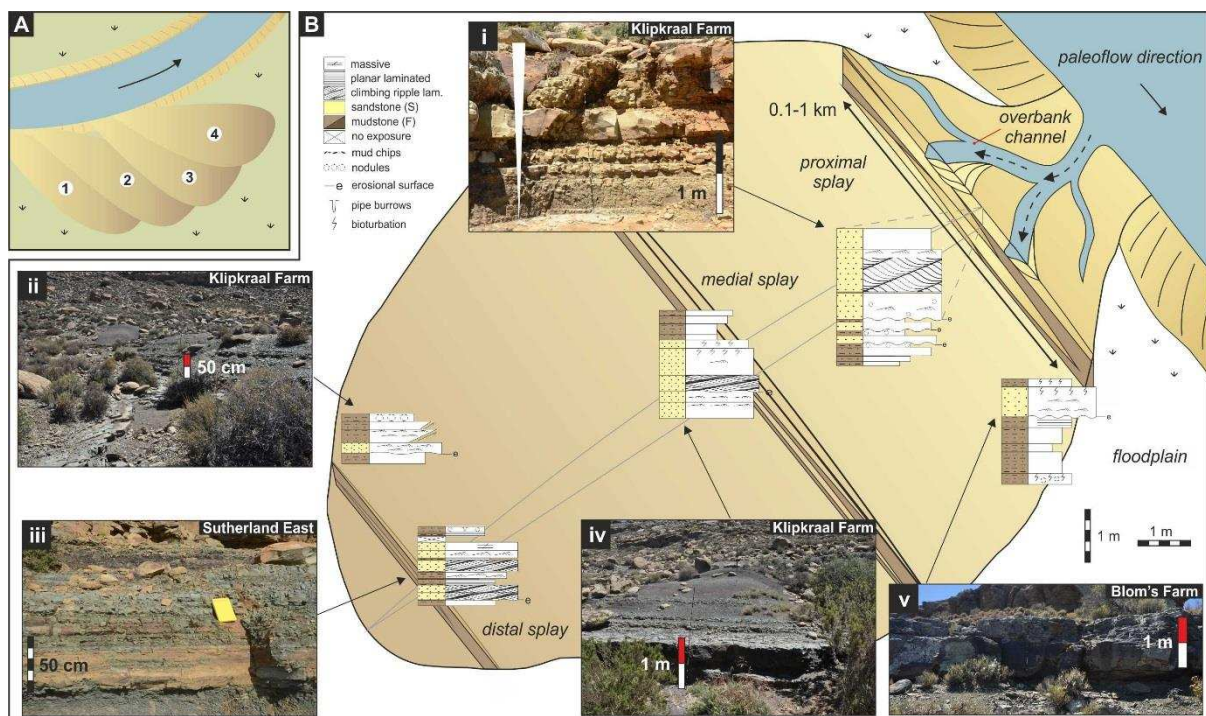 A
1
2
3
4
B
massive
planar laminated
climbing ripple lam.
sandstone (S)
mudstone (F)
no exposure
mud chips
nodules
e erosional surface
pipe burrows
bioturbation
i
Klipkraal Farm
1 m
paleoflow direction
0.1-1 km
overbank
channel
proximal
splay
medial splay
e
e
e
e
e
e
e
floodplain
distal splay
1 m
1 m
ii
Klipkraal Farm
50 cm
iii
Sutherland East
50 cm
iv
Klipkraal Farm
1 m
v
Blom's Farm
1 m